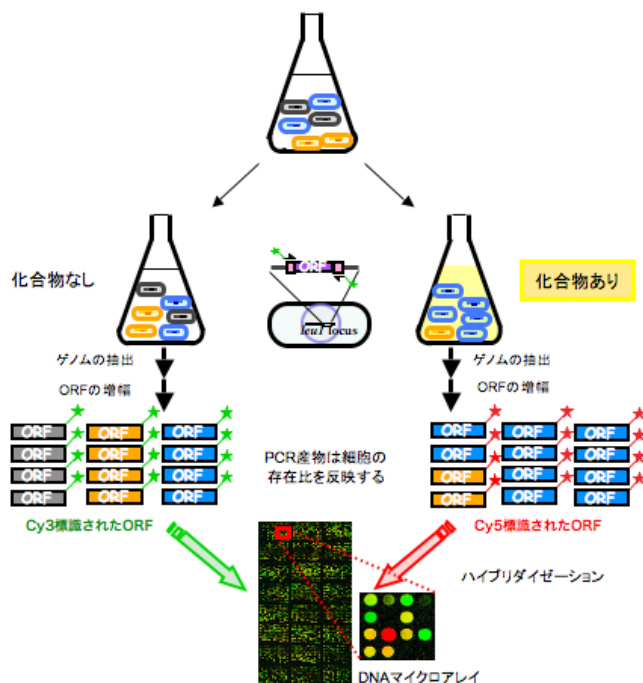 化合物なし
ORF
leu1 locus
化合物あり
ゲノムの抽出
ORFの増幅
ゲノムの抽出
ORFの増幅
ORF ORF ORF
ORF ORF ORF
ORF ORF ORF
ORF ORF ORF
ORF ORF ORF
ORF ORF ORF
ORF ORF ORF
ORF ORF ORF
PCR産物は細胞の
存在比を反映する
Cy3標識されたORF
Cy5標識されたORF
ハイブリダイゼーション
DNAマイクロアレイ